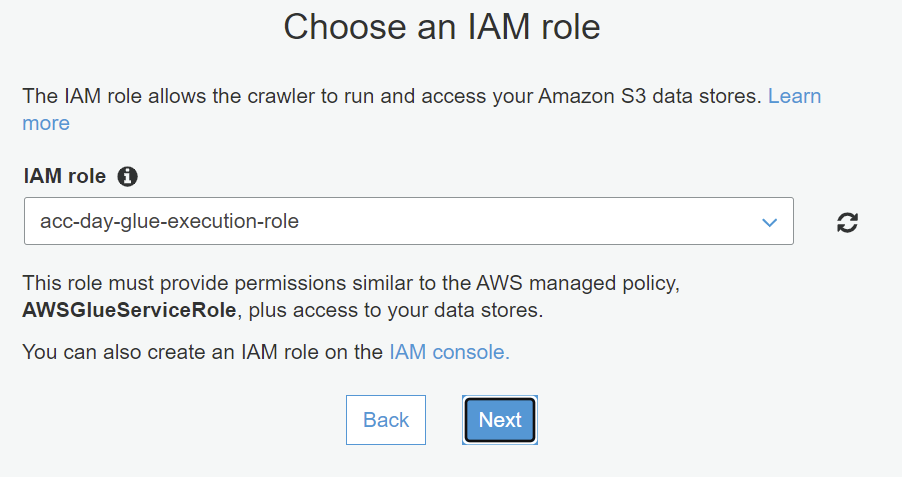 Choose an IAM role
The IAM role allows the crawler to run and access your Amazon S3 data stores. Learn
more
IAM role
acc-day-glue-execution-role
This role must provide permissions similar to the AWS managed policy,
AWSGlueServiceRole, plus access to your data stores.
You can also create an IAM role on the IAM console.
Back Next